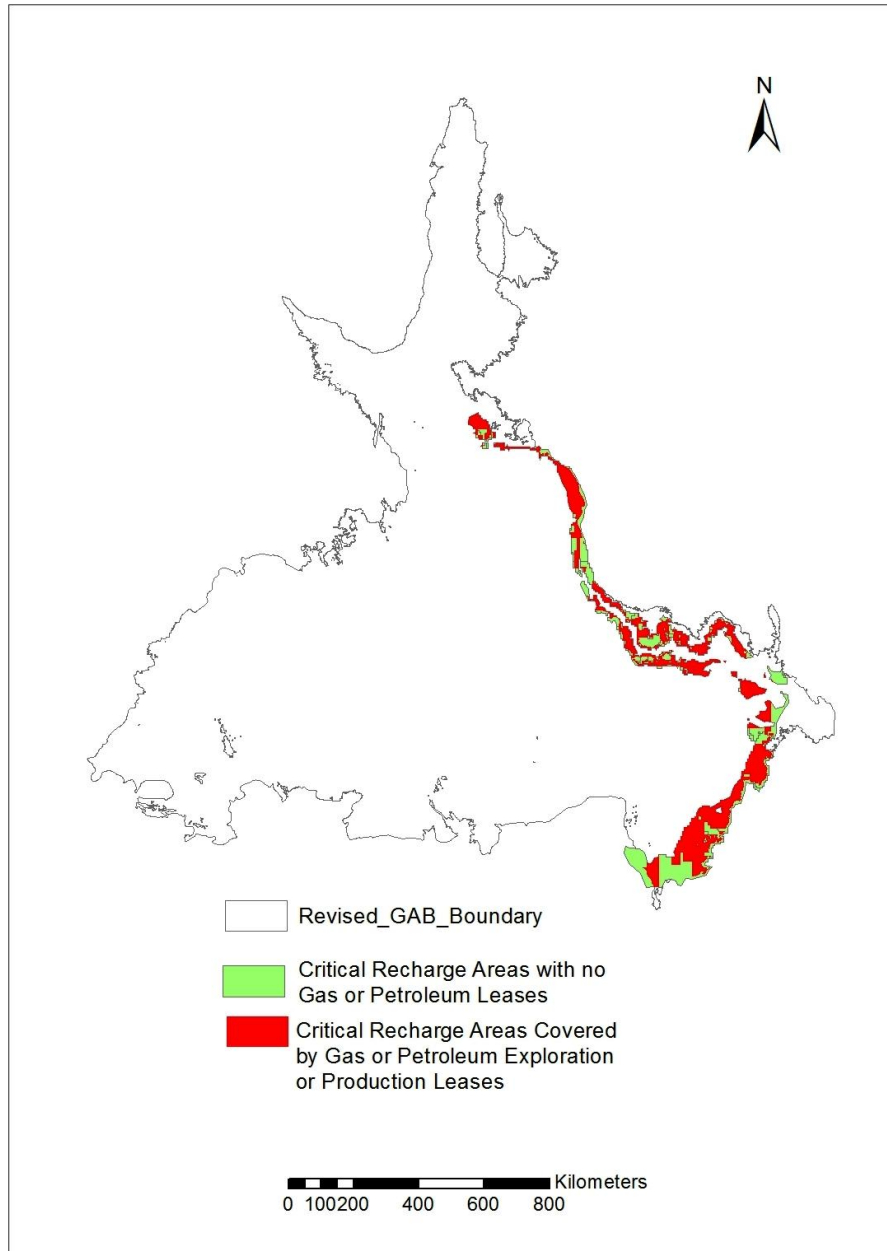 N
Revised_GAB_Boundary
Critical Recharge Areas with no
Gas or Petroleum Leases
Critical Recharge Areas Covered
by Gas or Petroleum Exploration
or Production Leases
Kilometers
0 100200 400 600 800